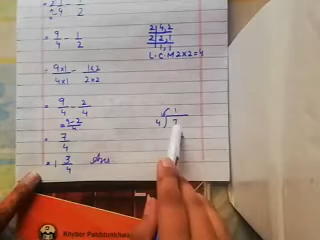 9/4 - 1/2
2|4,2
2|2,1
|1,1
L.C.M 2×2=4
9×1/4×1 - 1×2/2×2
= 9/4 - 2/4
= 9-2/4
= 7/4
4)7
1
= 1 3/4 Ans
Khyber Pakhtunkhwa